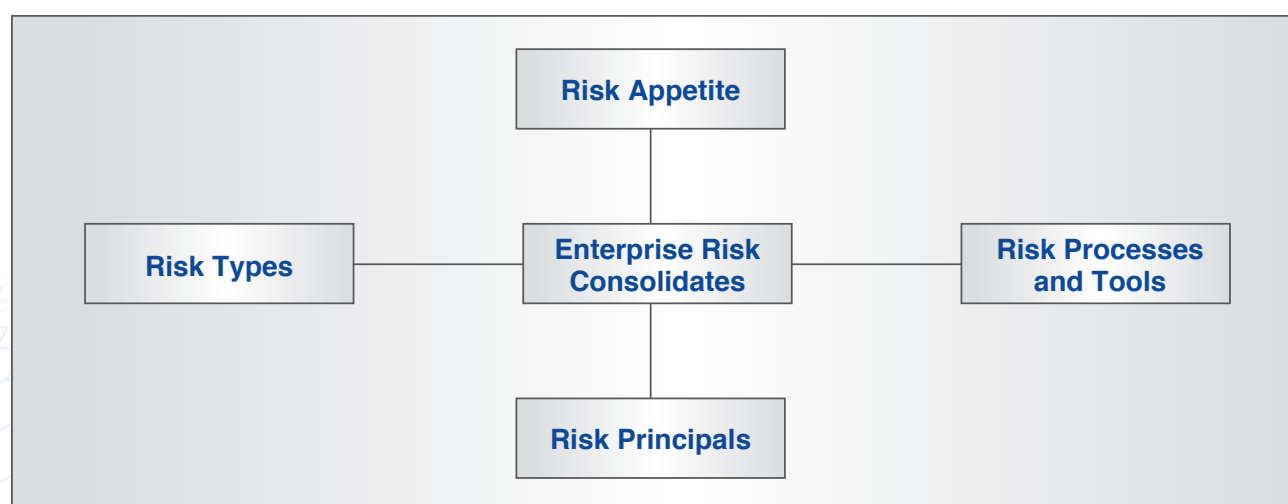 Risk Appetite
Risk Types
Enterprise Risk
Consolidates
Risk Processes
and Tools
Risk Principals